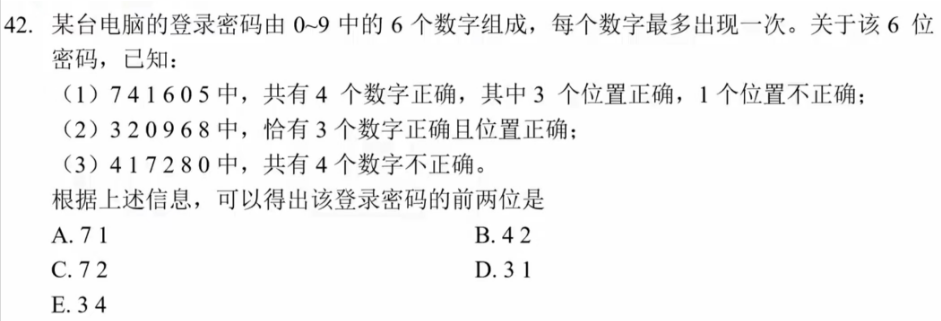 42. 某台电脑的登录密码由 0~9 中的 6 个数字组成，每个数字最多出现一次。关于该 6 位
密码，已知：
（1）7 4 1 6 0 5 中，共有 4 个数字正确，其中 3 个位置正确，1 个位置不正确；
（2）3 2 0 9 6 8 中，恰有 3 个数字正确且位置正确；
（3）4 1 7 2 8 0 中，共有 4 个数字不正确。
根据上述信息，可以得出该登录密码的前两位是
A. 7 1
B. 4 2
C. 7 2
D. 3 1
E. 3 4